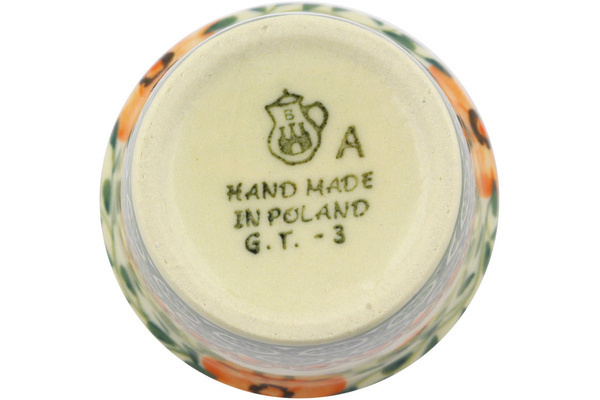 B
A
HAND MADE
IN POLAND
G.T. - 3